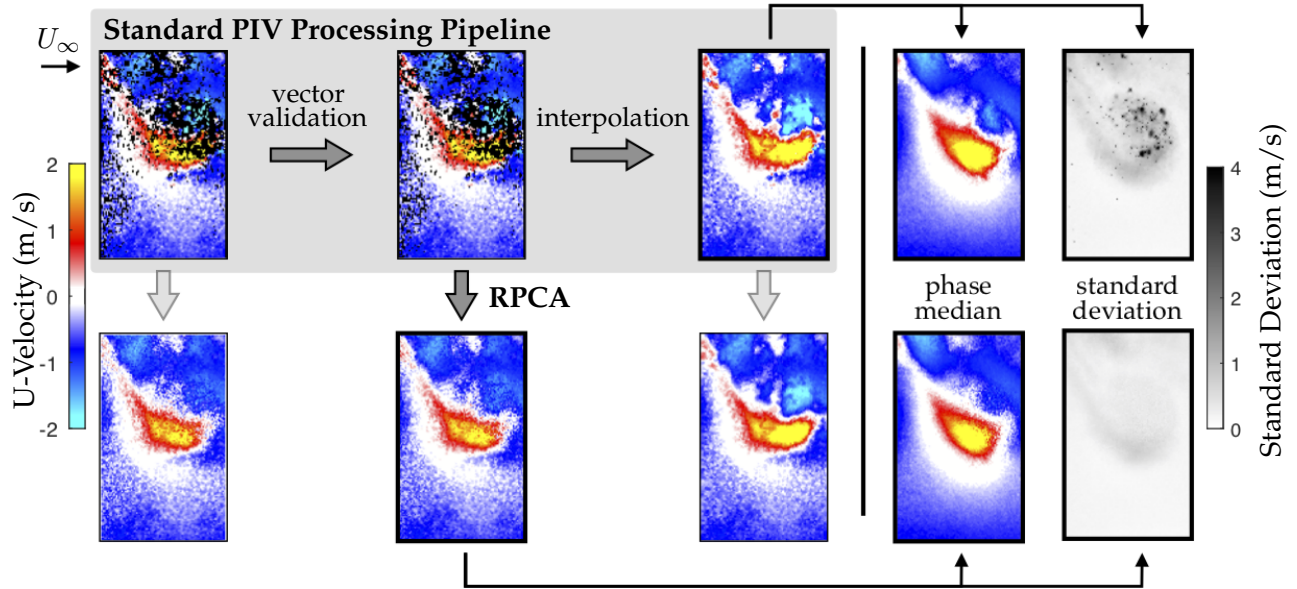 Standard PIV Processing Pipeline
U∞
vector
validation
interpolation
RPCA
U-Velocity (m/s)
2
1
0
-1
-2
phase
median
standard
deviation
4
3
2
1
0
Standard Deviation (m/s)